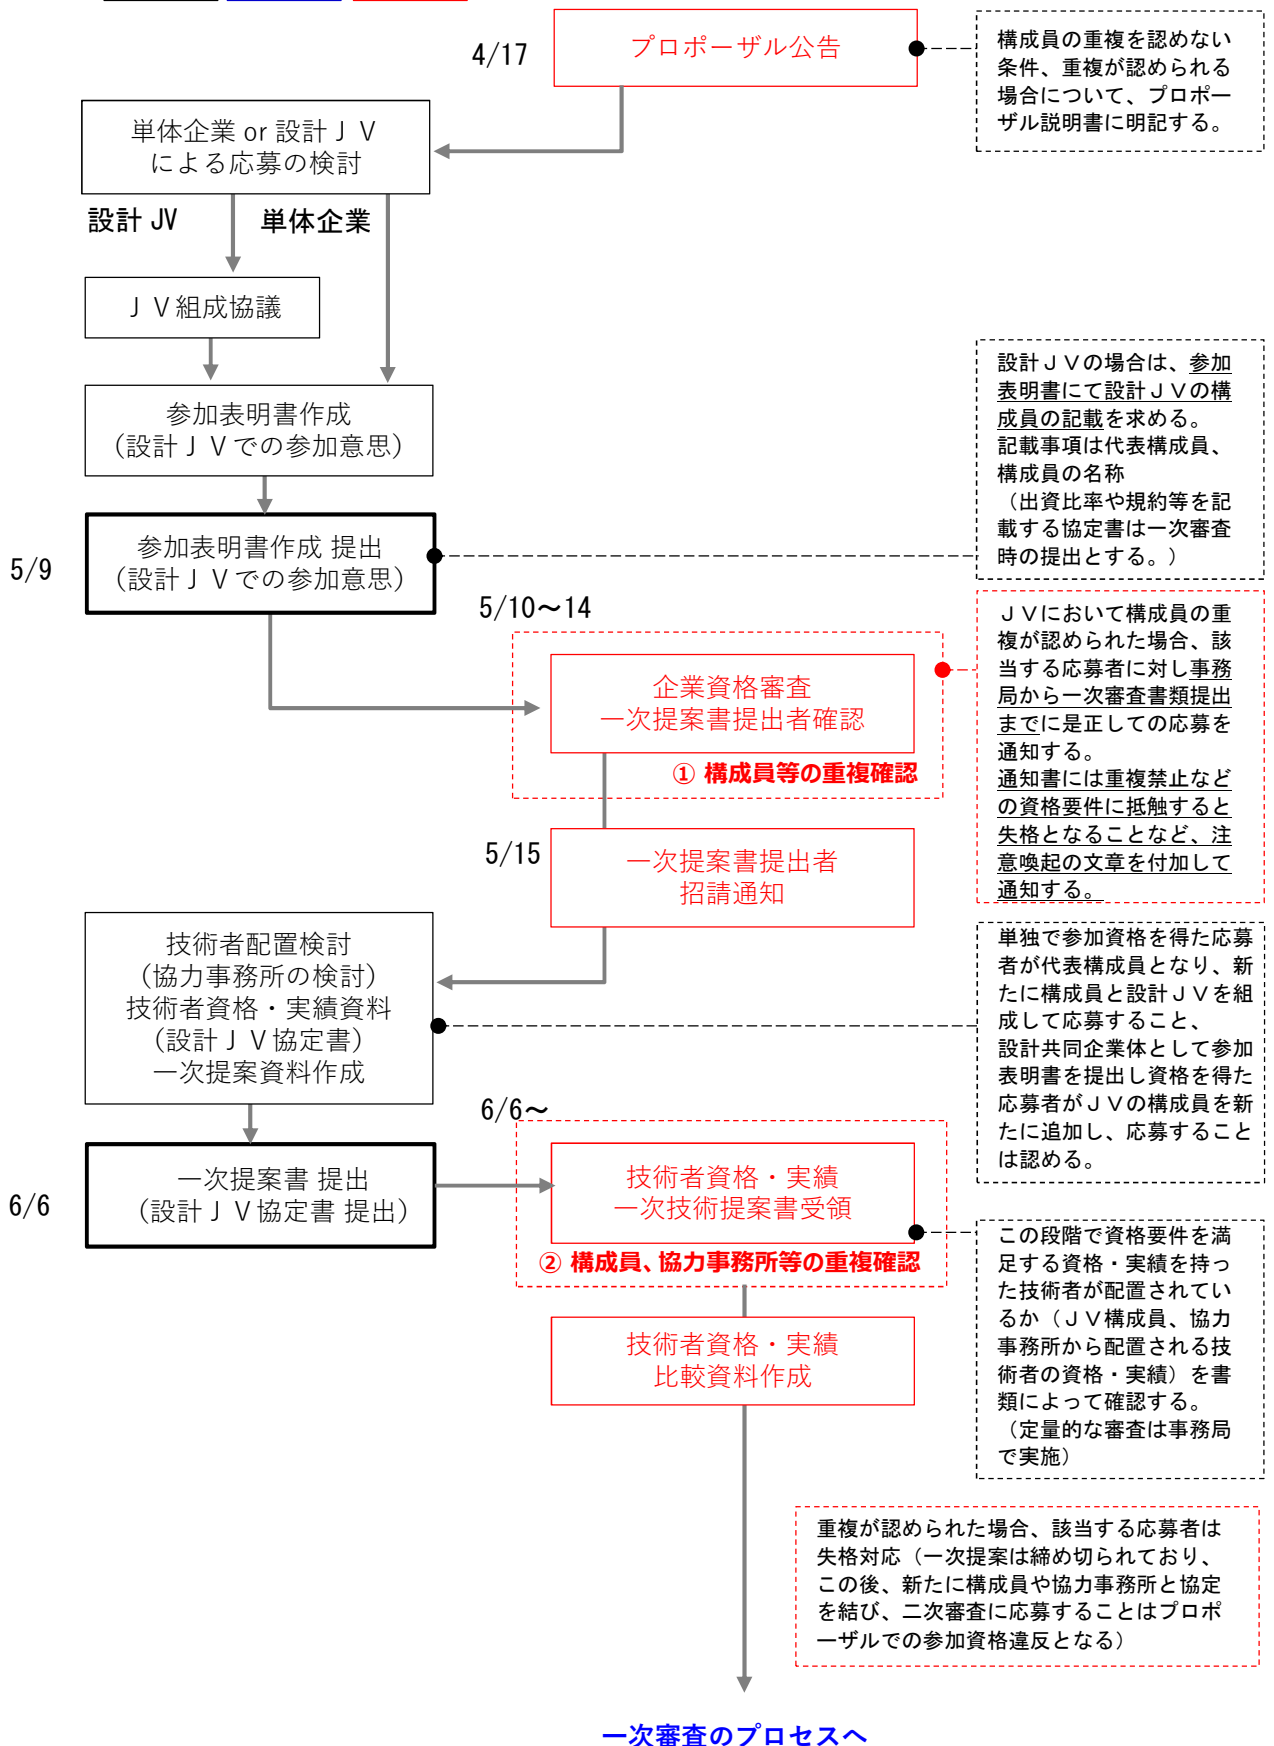 4/17
プロポーザル公告
構成員の重複を認めない
条件、重複が認められる
場合について、プロポー
ザル説明書に明記する。
単体企業 or 設計ＪＶ
による応募の検討
設計 JV
単体企業
ＪＶ組成協議
参加表明書作成
（設計ＪＶでの参加意思）
設計ＪＶの場合は、参加
表明書にて設計ＪＶの構
成員の記載を求める。
記載事項は代表構成員、
構成員の名称
（出資比率や規約等を記
載する協定書は一次審査
時の提出とする。）
5/9
参加表明書作成 提出
（設計ＪＶでの参加意思）
5/10～14
企業資格審査
一次提案書提出者確認
① 構成員等の重複確認
ＪＶにおいて構成員の重
複が認められた場合、該
当する応募者に対し事務
局から一次審査書類提出
までに是正しての応募を
通知する。
通知書には重複禁止など
の資格要件に抵触すると
失格となることなど、注
意喚起の文章を付加して
通知する。
5/15
一次提案書提出者
招請通知
技術者配置検討
（協力事務所の検討）
技術者資格・実績資料
（設計ＪＶ協定書）
一次提案資料作成
単独で参加資格を得た応募
者が代表構成員となり、新
たに構成員と設計ＪＶを組
成して応募すること、
設計共同企業体として参加
表明書を提出し資格を得た
応募者がＪＶの構成員を新
たに追加し、応募すること
は認める。
6/6
一次提案書 提出
（設計ＪＶ協定書 提出）
6/6～
技術者資格・実績
一次技術提案書受領
② 構成員、協力事務所等の重複確認
この段階で資格要件を満
足する資格・実績を持っ
た技術者が配置されてい
るか（ＪＶ構成員、協力
事務所から配置される技
術者の資格・実績）を書
類によって確認する。
（定量的な審査は事務局
で実施）
技術者資格・実績
比較資料作成
重複が認められた場合、該当する応募者は
失格対応（一次提案は締め切られており、
この後、新たに構成員や協力事務所と協定
を結び、二次審査に応募することはプロポ
ーザルでの参加資格違反となる）
一次審査のプロセスへ